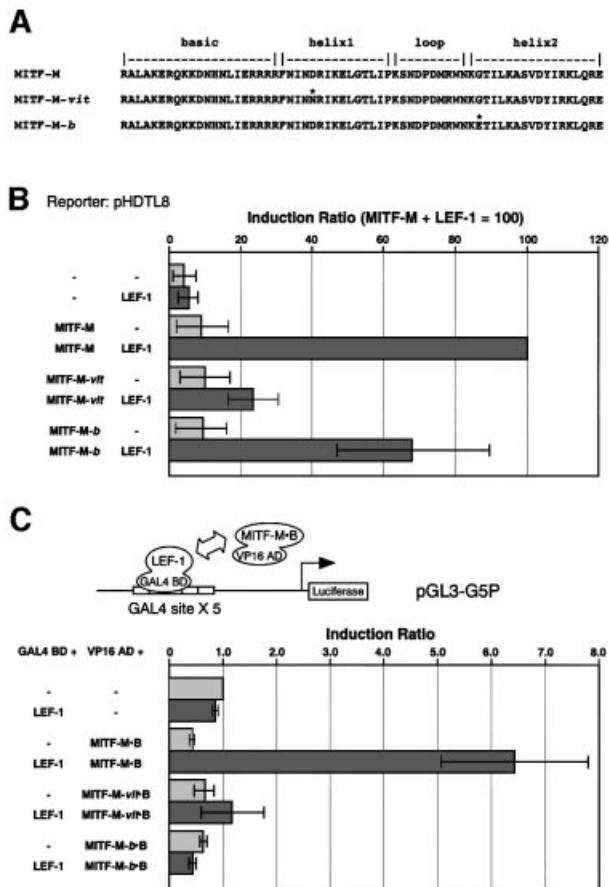 A
basic helix1 loop helix2
|--------------------||--------------||---------||-----------------|
MITF-M RALAKERQKKDNHNLIERRRRFNINDRIKELGTLIPKSNDPDMRWNKGTILKASVDYIRKLQRE
*
MITF-M-vit RALAKERQKKDNHNLIERRRRFNINNRIKELGTLIPKSNDPDMRWNKGTILKASVDYIRKLQRE
*
MITF-M-b RALAKERQKKDNHNLIERRRRFNINDRIKELGTLIPKSNDPDMRWNKETILKASVDYIRKLQRE
B Reporter: pHDTL8
Induction Ratio (MITF-M + LEF-1 = 100)
0 20 40 60 80 100 120
- -
- LEF-1
MITF-M -
MITF-M LEF-1
MITF-M-vit -
MITF-M-vit LEF-1
MITF-M-b -
MITF-M-b LEF-1
C
MITF-M•B
LEF-1
VP16 AD
GAL4 BD
Luciferase
pGL3-G5P
GAL4 site X 5
Induction Ratio
GAL4 BD + VP16 AD +
0 1.0 2.0 3.0 4.0 5.0 6.0 7.0 8.0
- -
LEF-1 -
- MITF-M•B
LEF-1 MITF-M•B
- MITF-M-vit•B
LEF-1 MITF-M-vit•B
- MITF-M-b•B
LEF-1 MITF-M-b•B